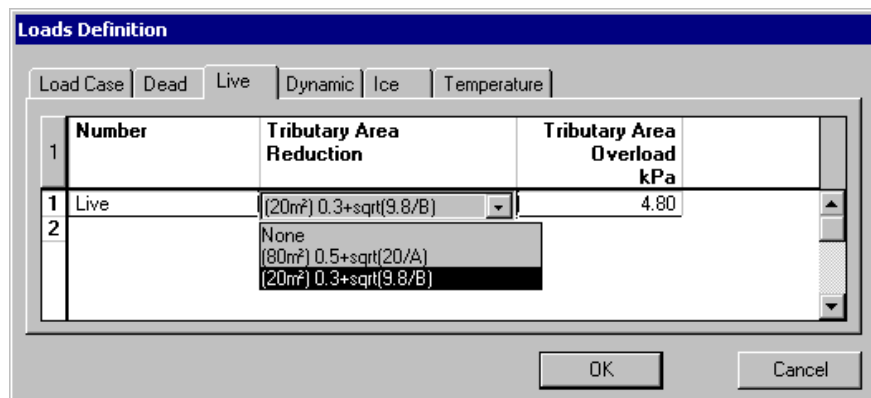 Loads Definition
Load Case Dead Live Dynamic Ice Temperature
1 Number Tributary Area Reduction Tributary Area Overload kPa
1 Live (20m²) 0.3+sqrt(9.8/B) 4.80
2
None
(80m²) 0.5+sqrt(20/A)
(20m²) 0.3+sqrt(9.8/B)
OK Cancel